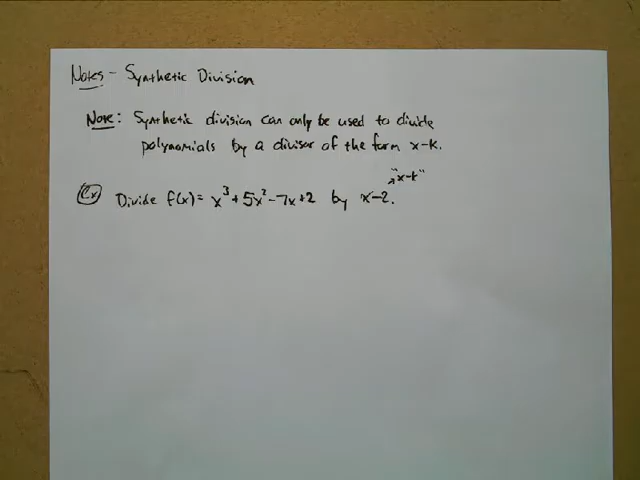 Notes - Synthetic Division
Note: Synthetic division can only be used to divide
polynomials by a divisor of the form x-k.
"x-k"
Ex Divide f(x) = x³ + 5x² - 7x + 2 by x-2.